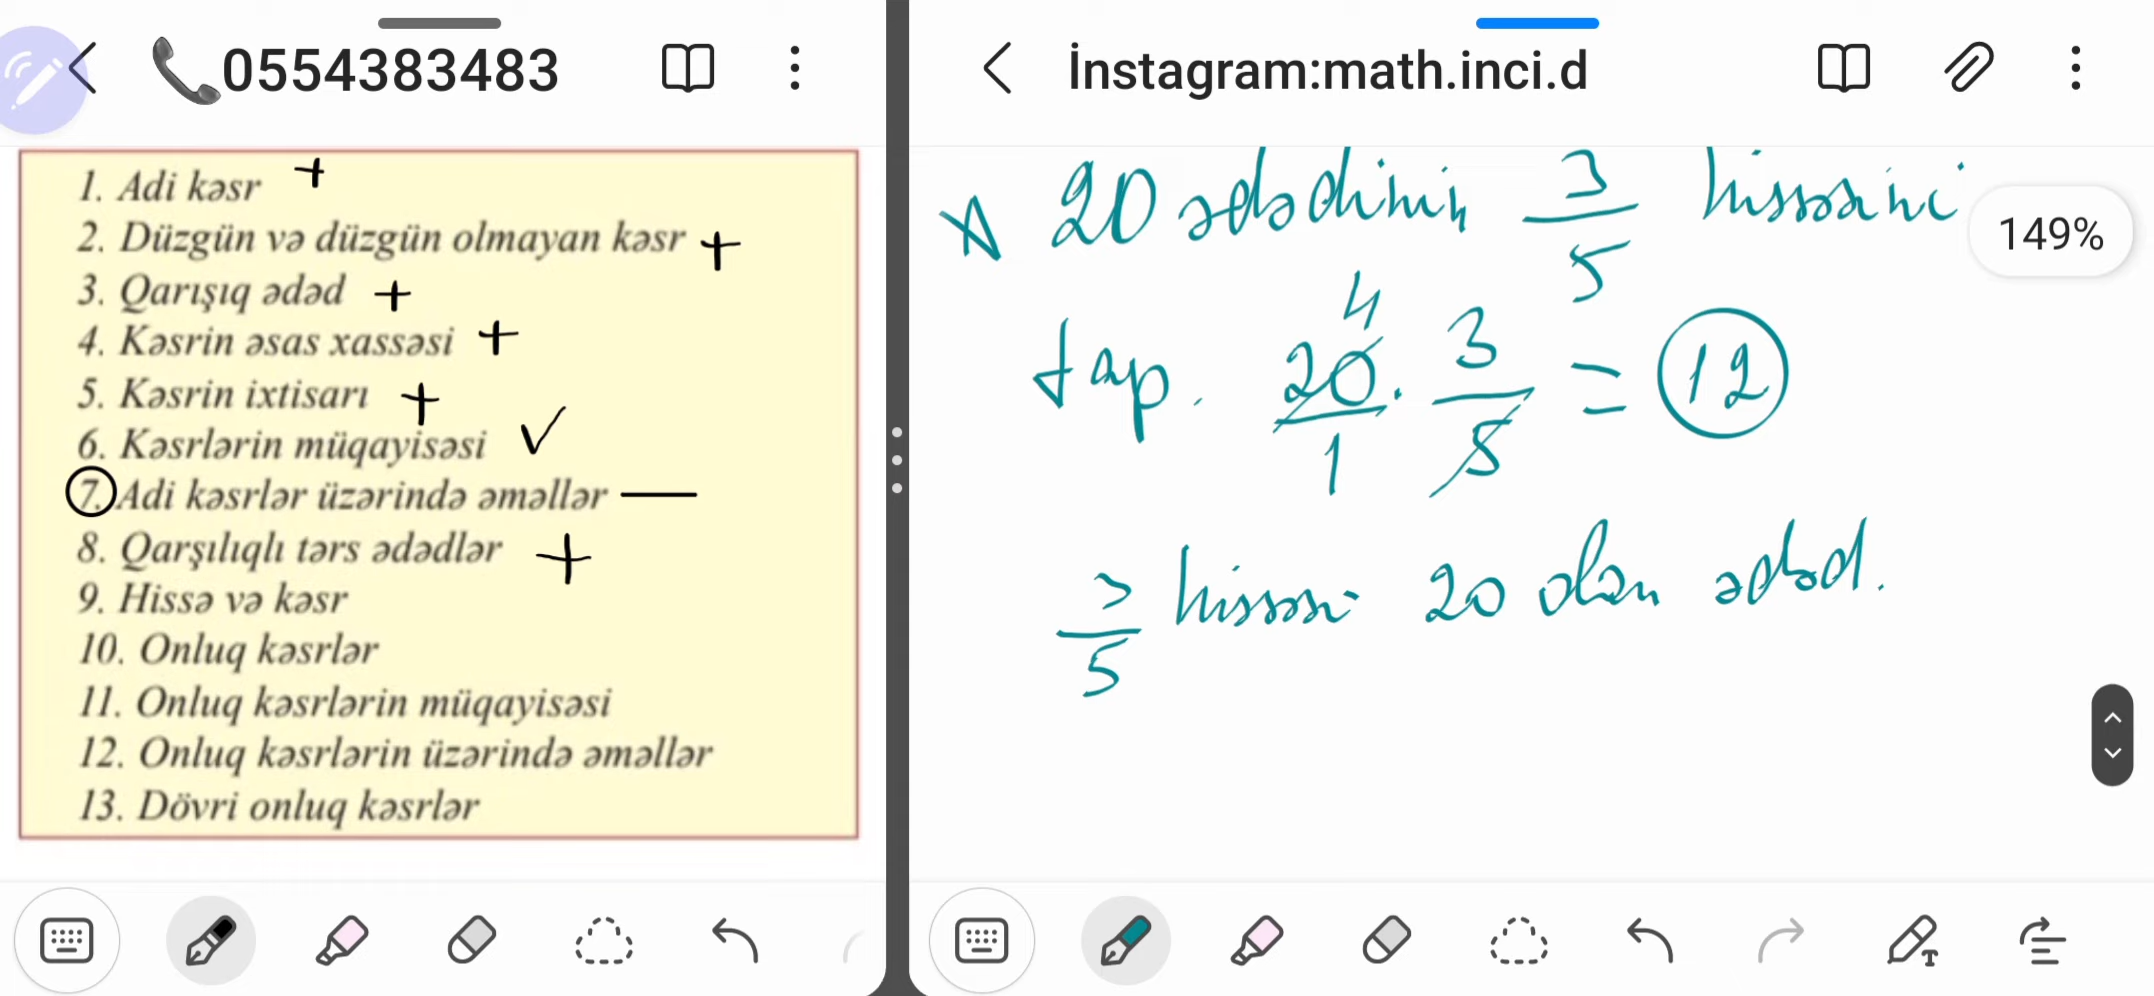 0554383483
1. Adi kəsr +
2. Düzgün və düzgün olmayan kəsr +
3. Qarışıq ədəd +
4. Kəsrin əsas xassəsi +
5. Kəsrin ixtisarı +
6. Kəsrlərin müqayisəsi ✓
7. Adi kəsrlər üzərində əməllər —
8. Qarşılıqlı tərs ədədlər +
9. Hissə və kəsr
10. Onluq kəsrlər
11. Onluq kəsrlərin müqayisəsi
12. Onluq kəsrlərin üzərində əməllər
13. Dövri onluq kəsrlər
İnstagram:math.inci.d
20 ədədinin 3/5 hissəsini
149%
4
tap. 20/1 · 3/5 = 12
3/5 hissəsi 20 olan ədəd.